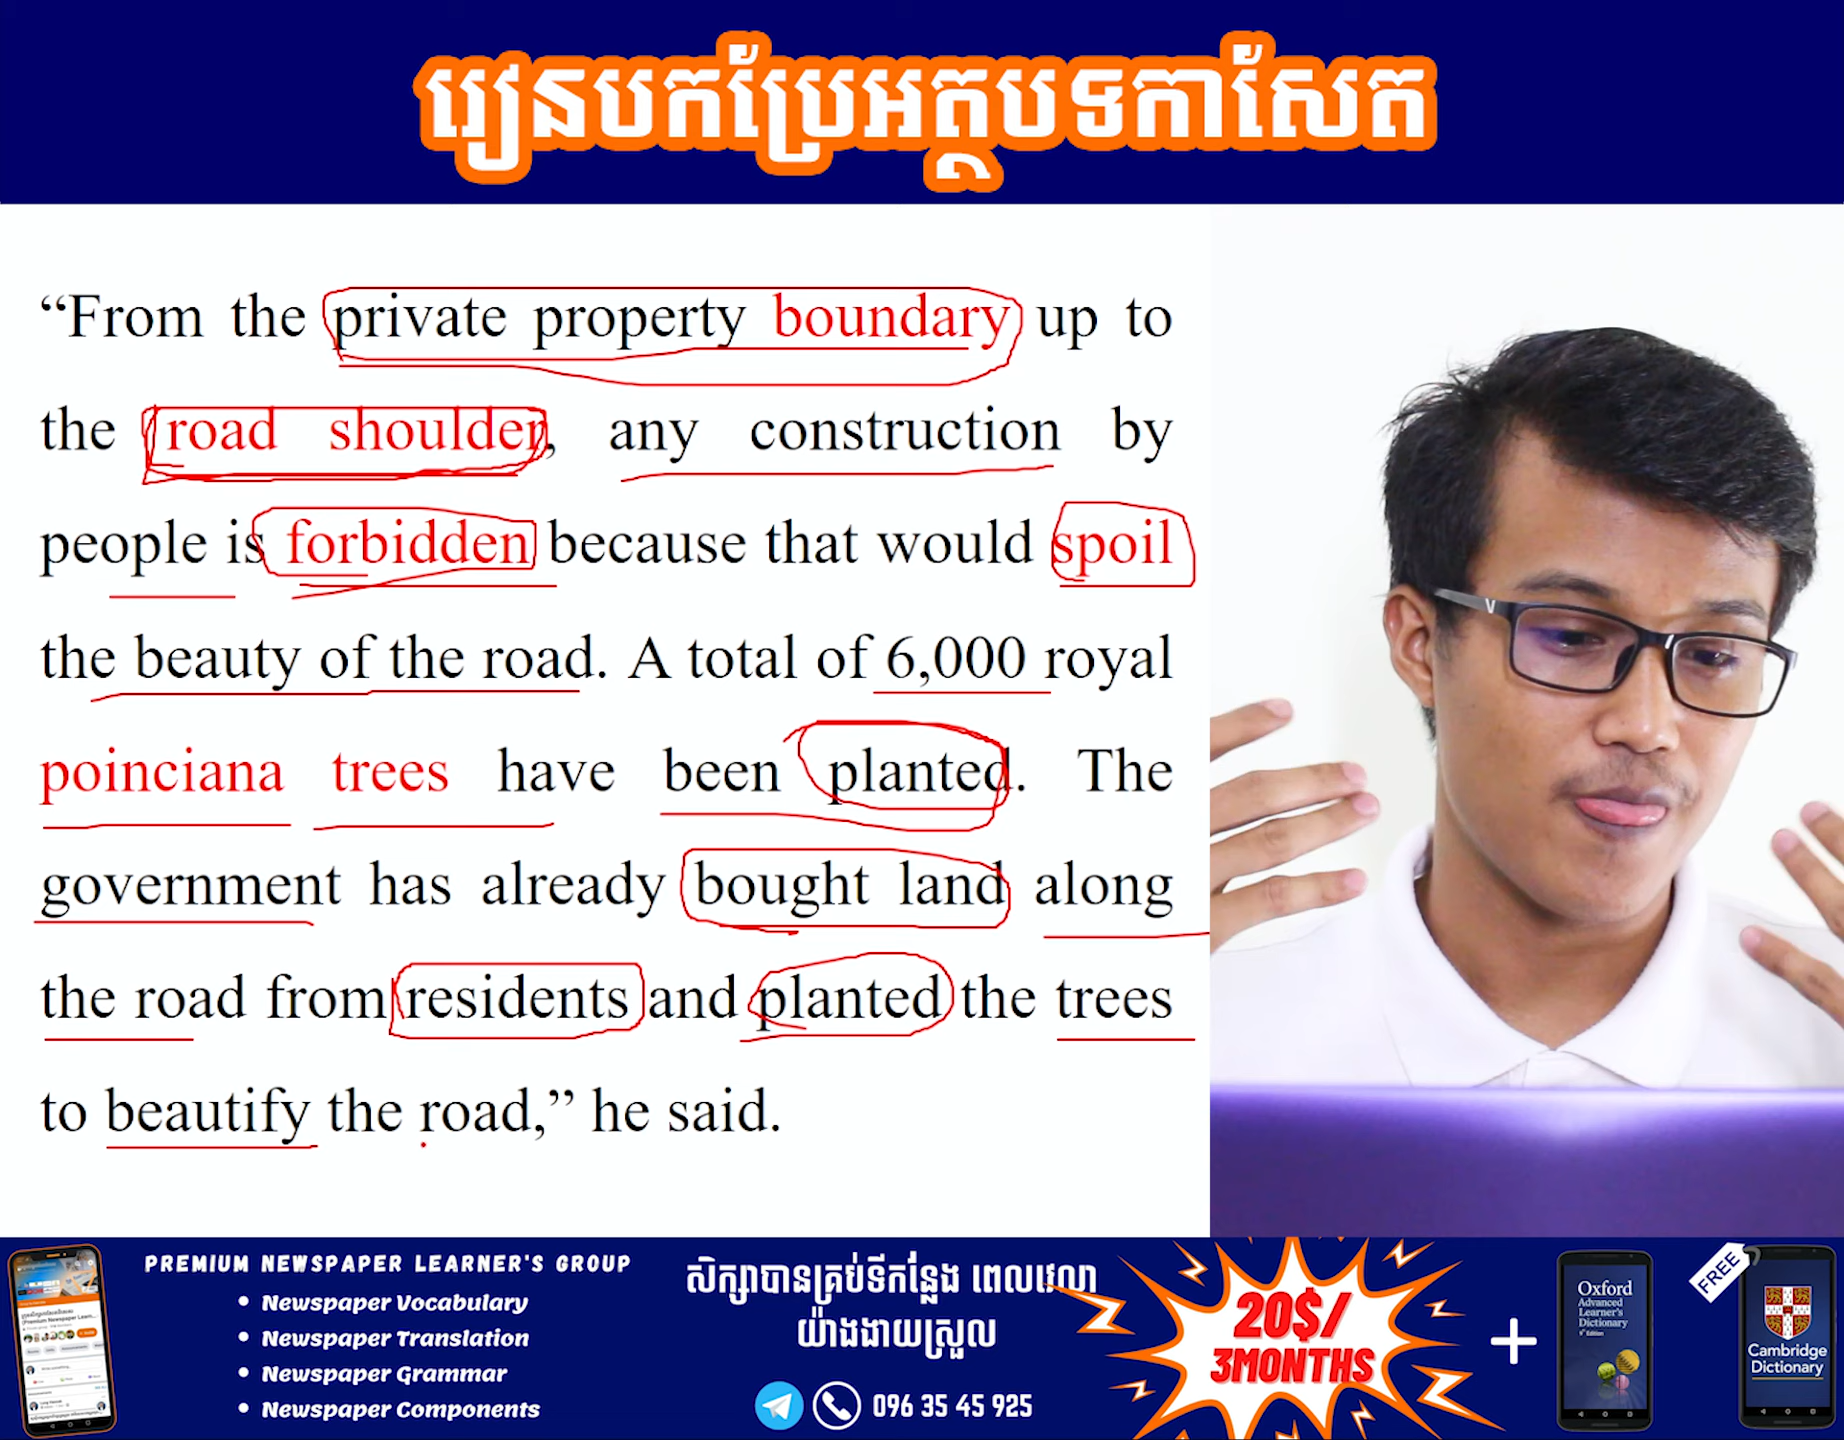 រៀនបកប្រែអត្ថបទកាសែត
“From the private property boundary up to
the road shoulder, any construction by
people is forbidden because that would spoil
the beauty of the road. A total of 6,000 royal
poinciana trees have been planted. The
government has already bought land along
the road from residents and planted the trees
to beautify the road,” he said.
PREMIUM NEWSPAPER LEARNER'S GROUP
• Newspaper Vocabulary
• Newspaper Translation
• Newspaper Grammar
• Newspaper Components
សិក្សាបានគ្រប់ទីកន្លែង ពេលវេលា
យ៉ាងងាយស្រួល
096 35 45 925
20$/
3MONTHS
+
Oxford
Advanced
Learner's
Dictionary
9th Edition
FREE
Cambridge
Dictionary